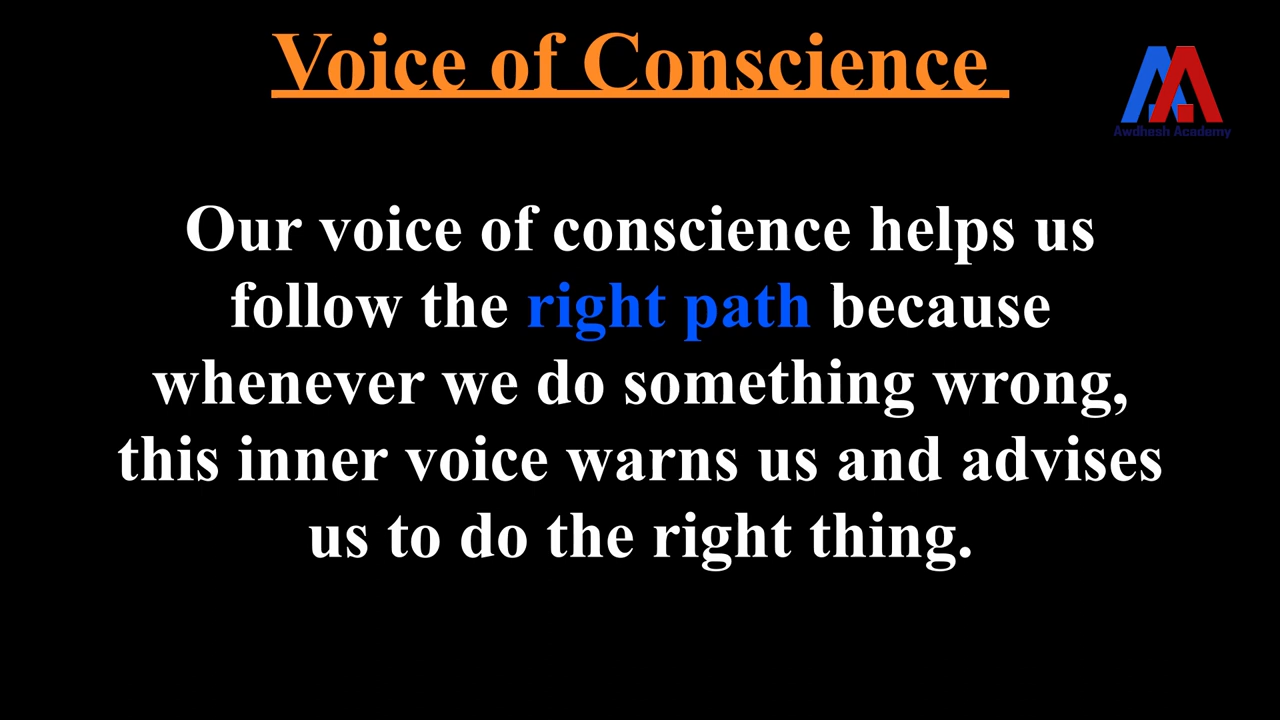 Voice of Conscience
Awdhesh Academy
Our voice of conscience helps us
follow the right path because
whenever we do something wrong,
this inner voice warns us and advises
us to do the right thing.